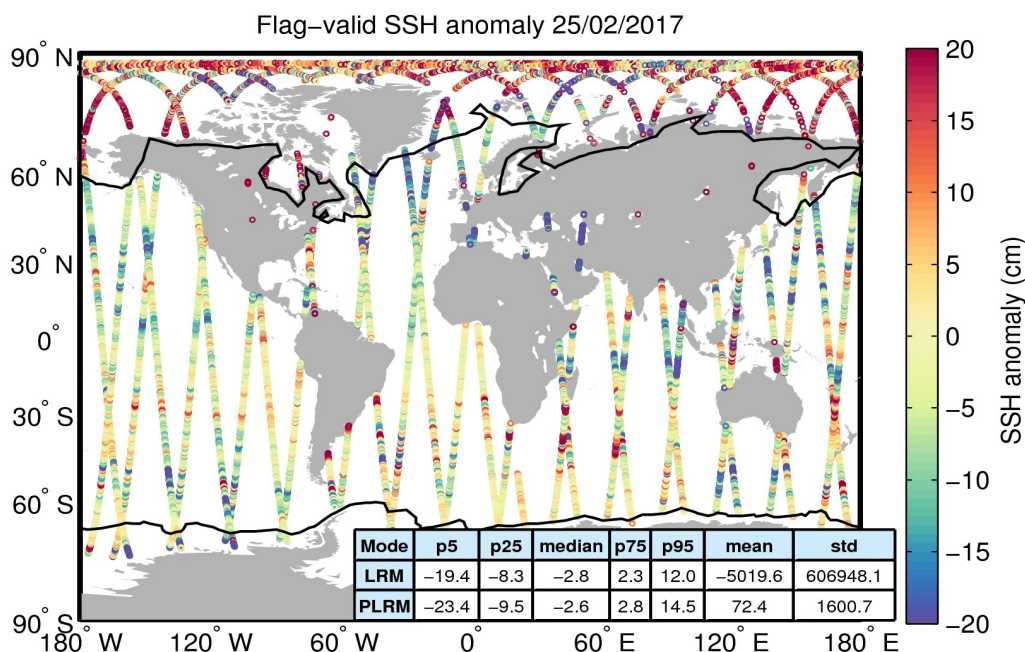 Flag−valid SSH anomaly 25/02/2017
90° N
60° N
30° N
0°
30° S
60° S
90° S
180° W 120° W 60° W 0° 60° E 120° E 180° E
20
15
10
5
0
−5
−10
−15
−20
SSH anomaly (cm)
Mode p5 p25 median p75 p95 mean std
LRM −19.4 −8.3 −2.8 2.3 12.0 −5019.6 606948.1
PLRM −23.4 −9.5 −2.6 2.8 14.5 72.4 1600.7